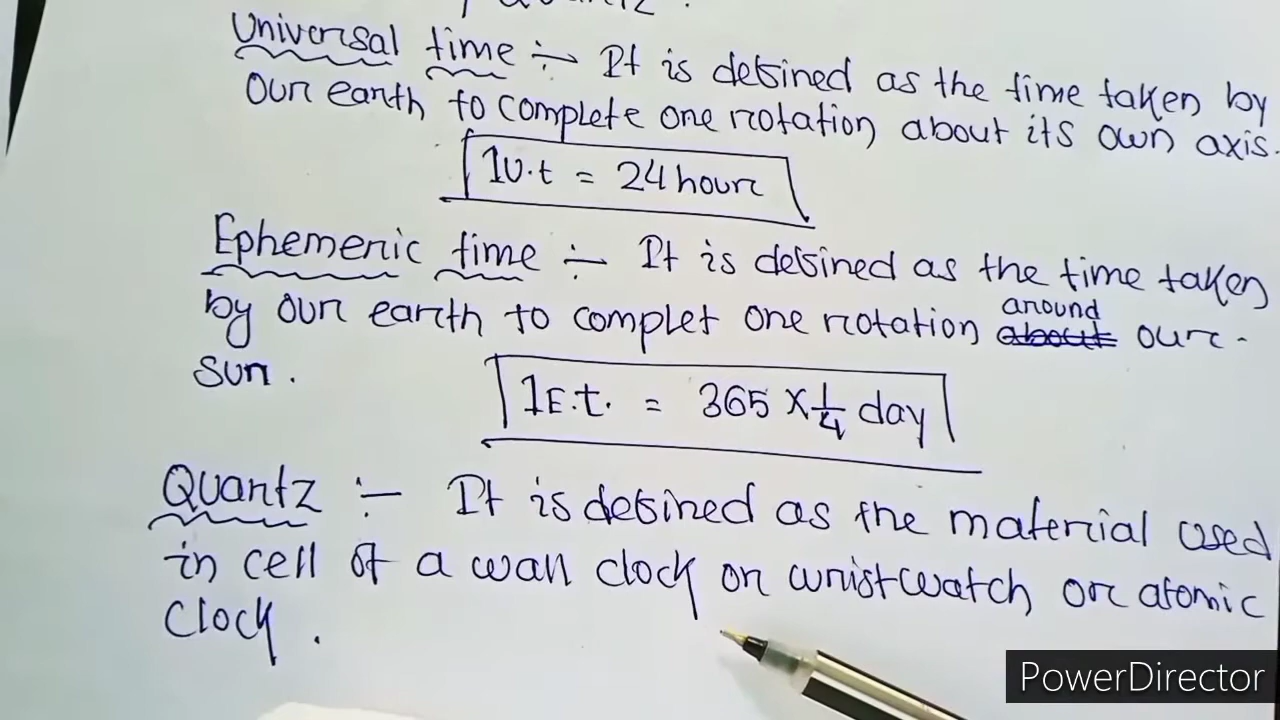 Universal time :- It is defined as the time taken by
our earth to complete one rotation about its own axis.
1U.t = 24 hour
Ephemeric time :- It is defined as the time taken
by our earth to complet one rotation around about our
sun.
1E.t. = 365 × 1/4 day
Quartz :- It is defined as the material used
in cell of a wall clock or wristwatch or atomic
clock.
PowerDirector